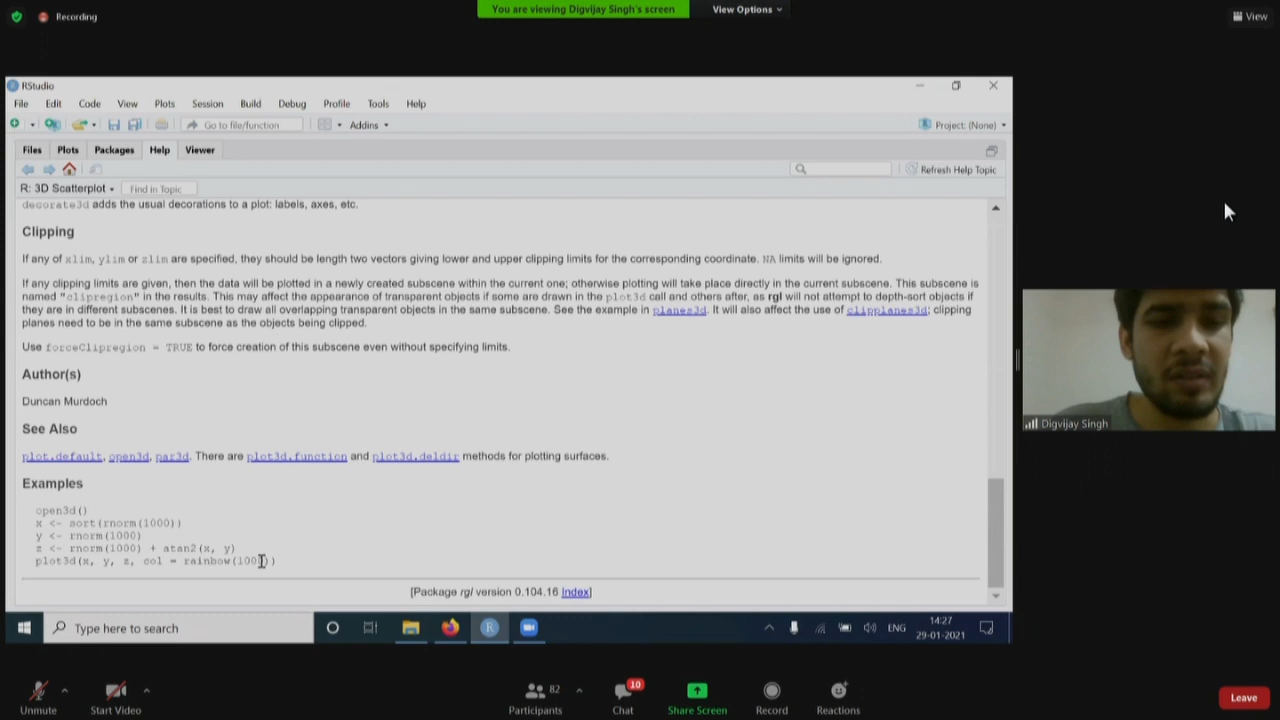 Recording
You are viewing Digvijay Singh's screen
View Options
View
RStudio
File Edit Code View Plots Session Build Debug Profile Tools Help
Go to file/function Addins Project: (None)
Files Plots Packages Help Viewer
Refresh Help Topic
R: 3D Scatterplot Find in Topic
decorate3d adds the usual decorations to a plot: labels, axes, etc.
Clipping
If any of xlim, ylim or zlim are specified, they should be length two vectors giving lower and upper clipping limits for the corresponding coordinate. NA limits will be ignored.
If any clipping limits are given, then the data will be plotted in a newly created subscene within the current one; otherwise plotting will take place directly in the current subscene. This subscene is
named "clipregion" in the results. This may affect the appearance of transparent objects if some are drawn in the plot3d call and others after, as rgl will not attempt to depth-sort objects if
they are in different subscenes. It is best to draw all overlapping transparent objects in the same subscene. See the example in planes3d. It will also affect the use of clipplanes3d; clipping
planes need to be in the same subscene as the objects being clipped.
Use forceClipregion = TRUE to force creation of this subscene even without specifying limits.
Author(s)
Duncan Murdoch
See Also
plot.default, open3d, par3d. There are plot3d.function and plot3d.deldir methods for plotting surfaces.
Examples
open3d()
x <- sort(rnorm(1000))
y <- rnorm(1000)
z <- rnorm(1000) + atan2(x, y)
plot3d(x, y, z, col = rainbow(1000))
[Package rgl version 0.104.16 Index]
Digvijay Singh
Type here to search
ENG
14:27
29-01-2021
Unmute
Start Video
82
Participants
10
Chat
Share Screen
Record
Reactions
Leave